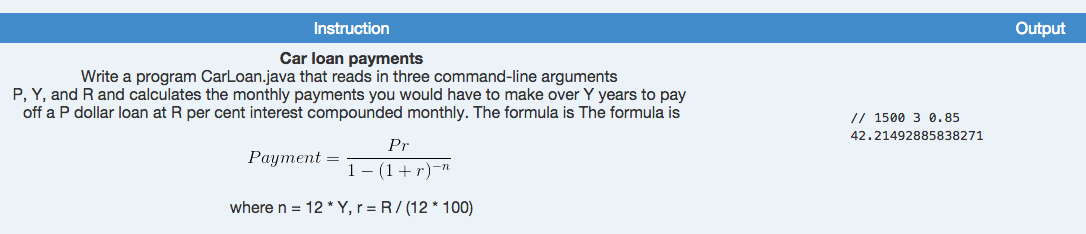 Instruction
Output
Car loan payments
Write a program CarLoan.java that reads in three command-line arguments
P, Y, and R and calculates the monthly payments you would have to make over Y years to pay
off a P dollar loan at R per cent interest compounded monthly. The formula is The formula is
Payment = Pr / 1 − (1 + r)^−n
where n = 12 * Y, r = R / (12 * 100)
// 1500 3 0.85
42.21492885838271